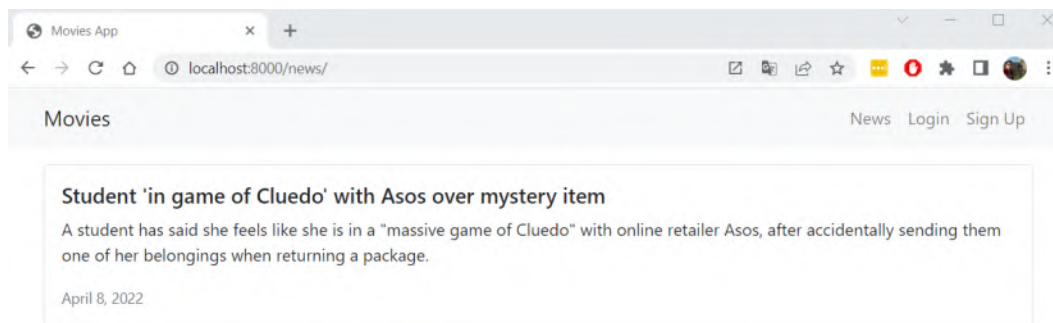 Movies App
localhost:8000/news/
Movies
News Login Sign Up
Student 'in game of Cluedo' with Asos over mystery item
A student has said she feels like she is in a "massive game of Cluedo" with online retailer Asos, after accidentally sending them
one of her belongings when returning a package.
April 8, 2022